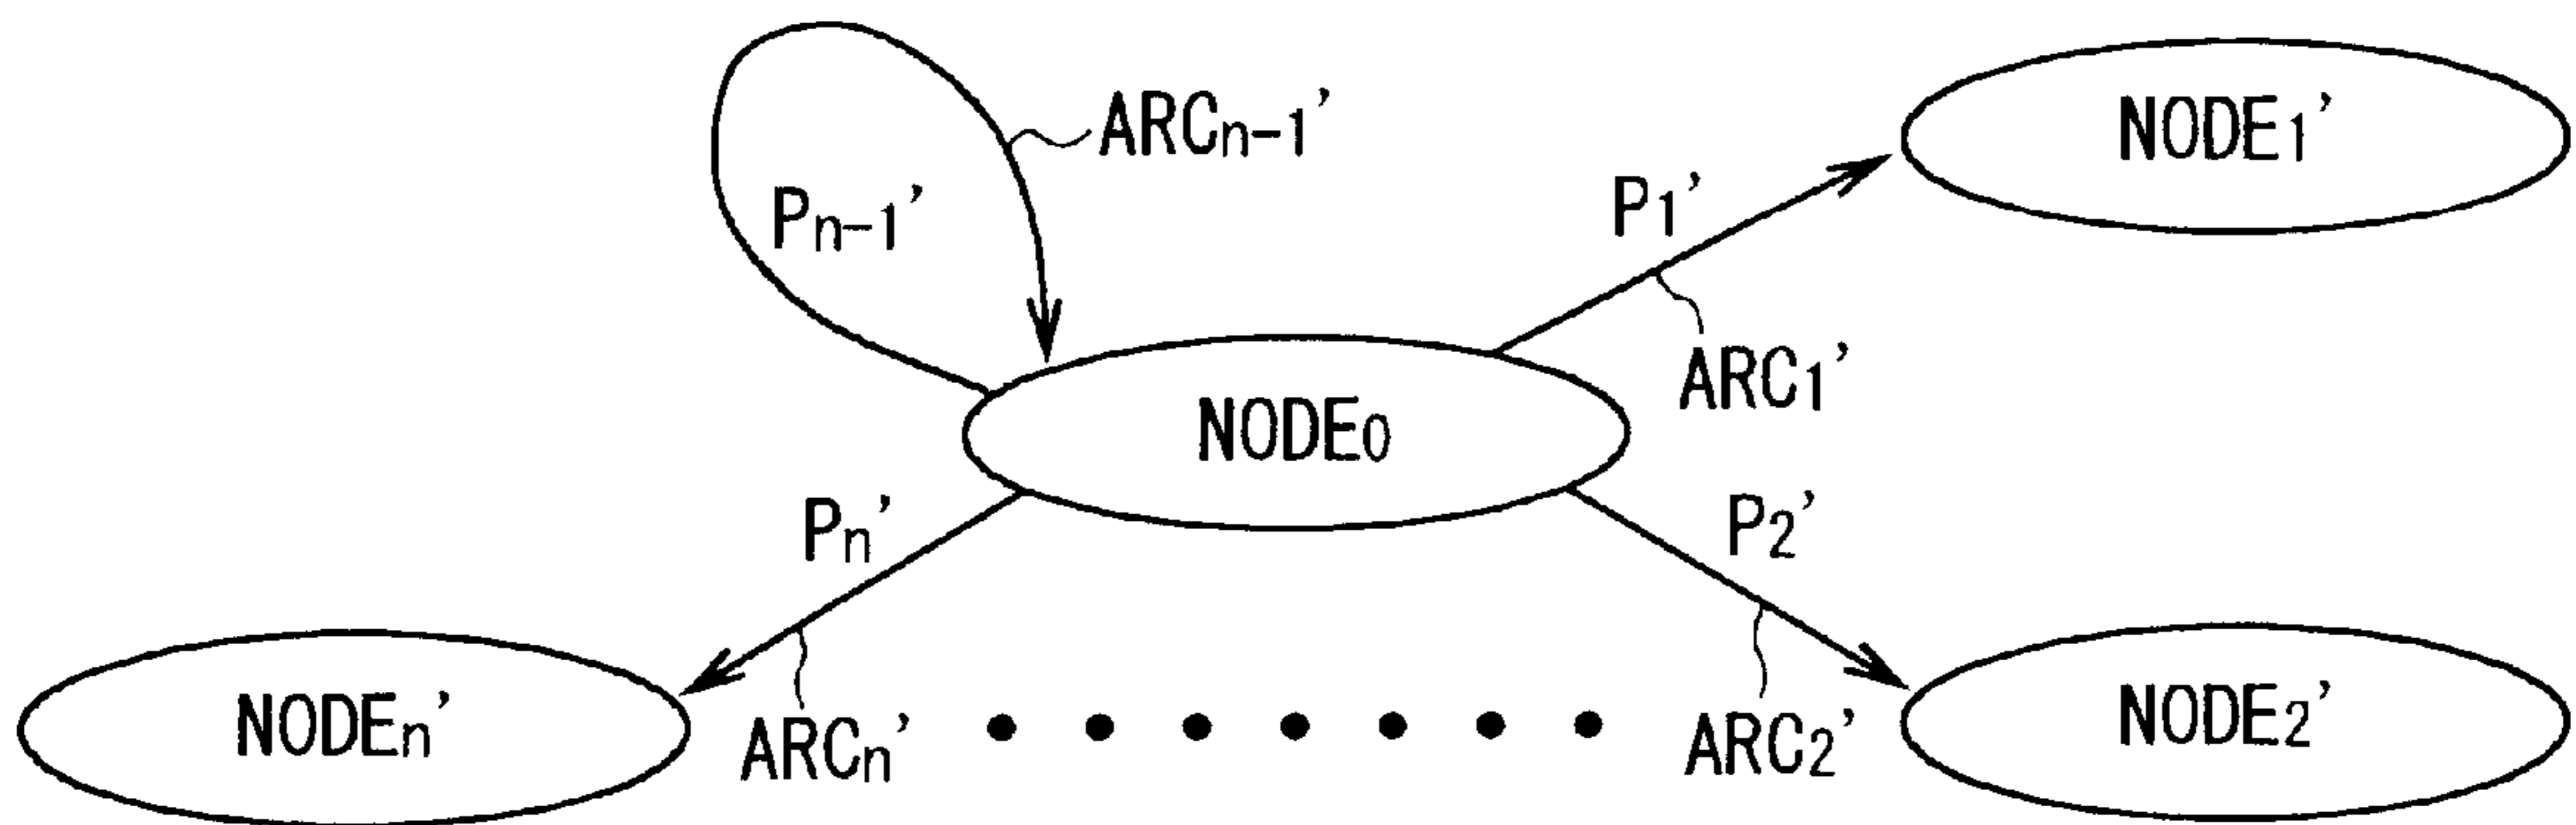 ARCn-1'
NODE1'
Pn-1'
P1'
ARC1'
NODE0
Pn'
P2'
NODEn'
ARCn'
ARC2'
NODE2'